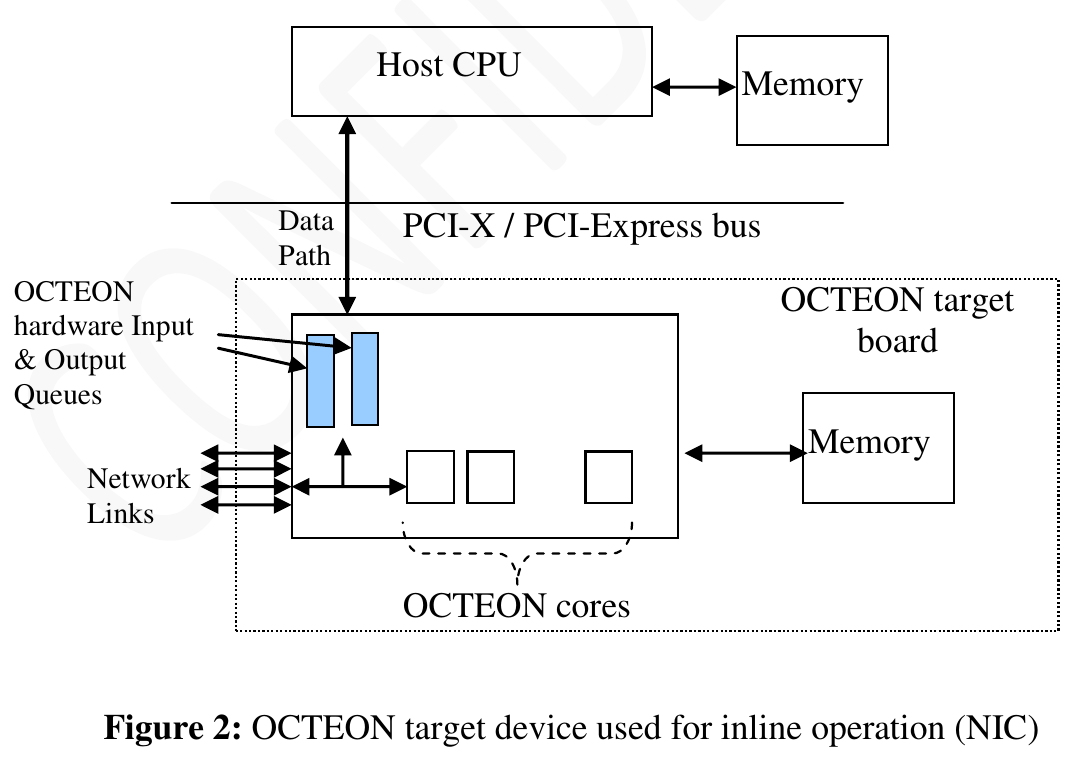 Host CPU
Memory
Data
Path
PCI-X / PCI-Express bus
OCTEON
hardware Input
& Output
Queues
OCTEON target
board
Memory
Network
Links
OCTEON cores
Figure 2: OCTEON target device used for inline operation (NIC)